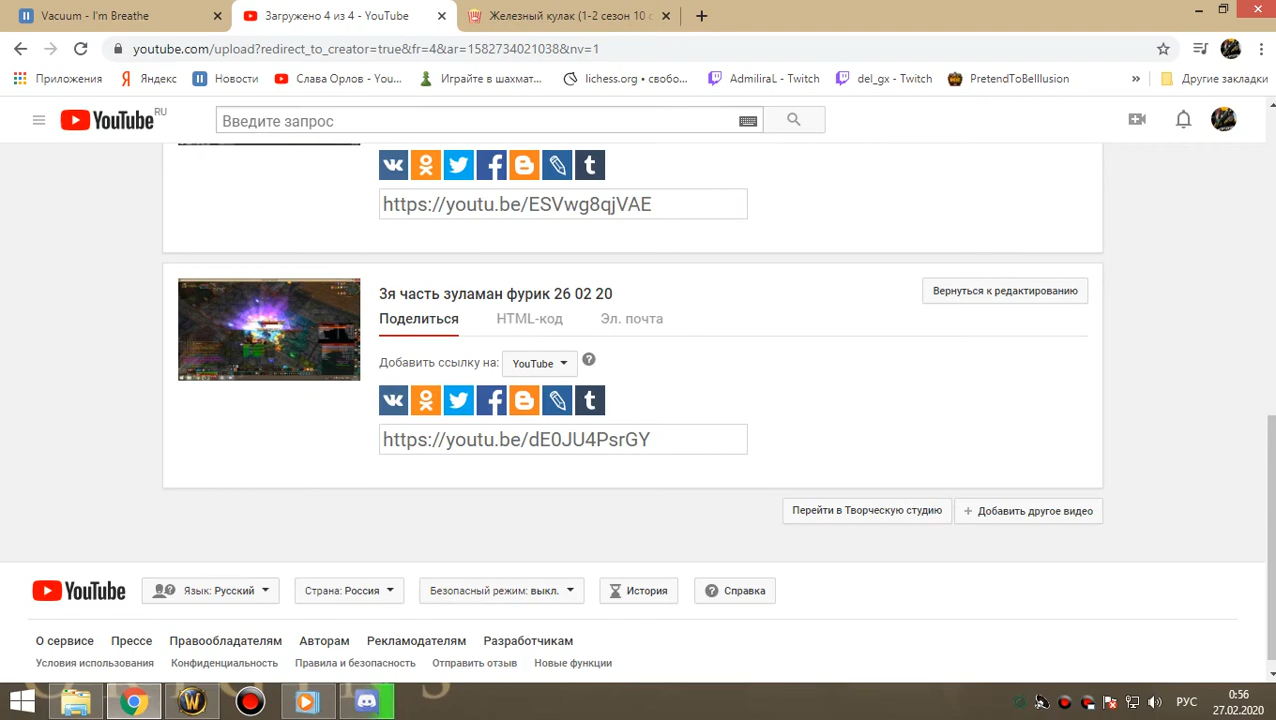 Vacuum - I'm Breathe
Загружено 4 из 4 - YouTube
Железный кулак (1-2 сезон 10 с
youtube.com/upload?redirect_to_creator=true&fr=4&ar=1582734021038&nv=1
Приложения
Яндекс
Новости
Слава Орлов - You...
Играйте в шахмат...
lichess.org • свобо...
AdmiriraL - Twitch
del_gx - Twitch
PretendToBeIllusion
»
Другие закладки
YouTube RU
Введите запрос
https://youtu.be/ESVwg8qjVAE
3я часть зуламан фурик 26 02 20
Вернуться к редактированию
Поделиться
HTML-код
Эл. почта
Добавить ссылку на:
YouTube
https://youtu.be/dE0JU4PsrGY
Перейти в Творческую студию
+ Добавить другое видео
YouTube
Язык: Русский
Страна: Россия
Безопасный режим: выкл.
История
Справка
О сервисе
Прессе
Правообладателям
Авторам
Рекламодателям
Разработчикам
Условия использования
Конфиденциальность
Правила и безопасность
Отправить отзыв
Новые функции
РУС
0:56
27.02.2020